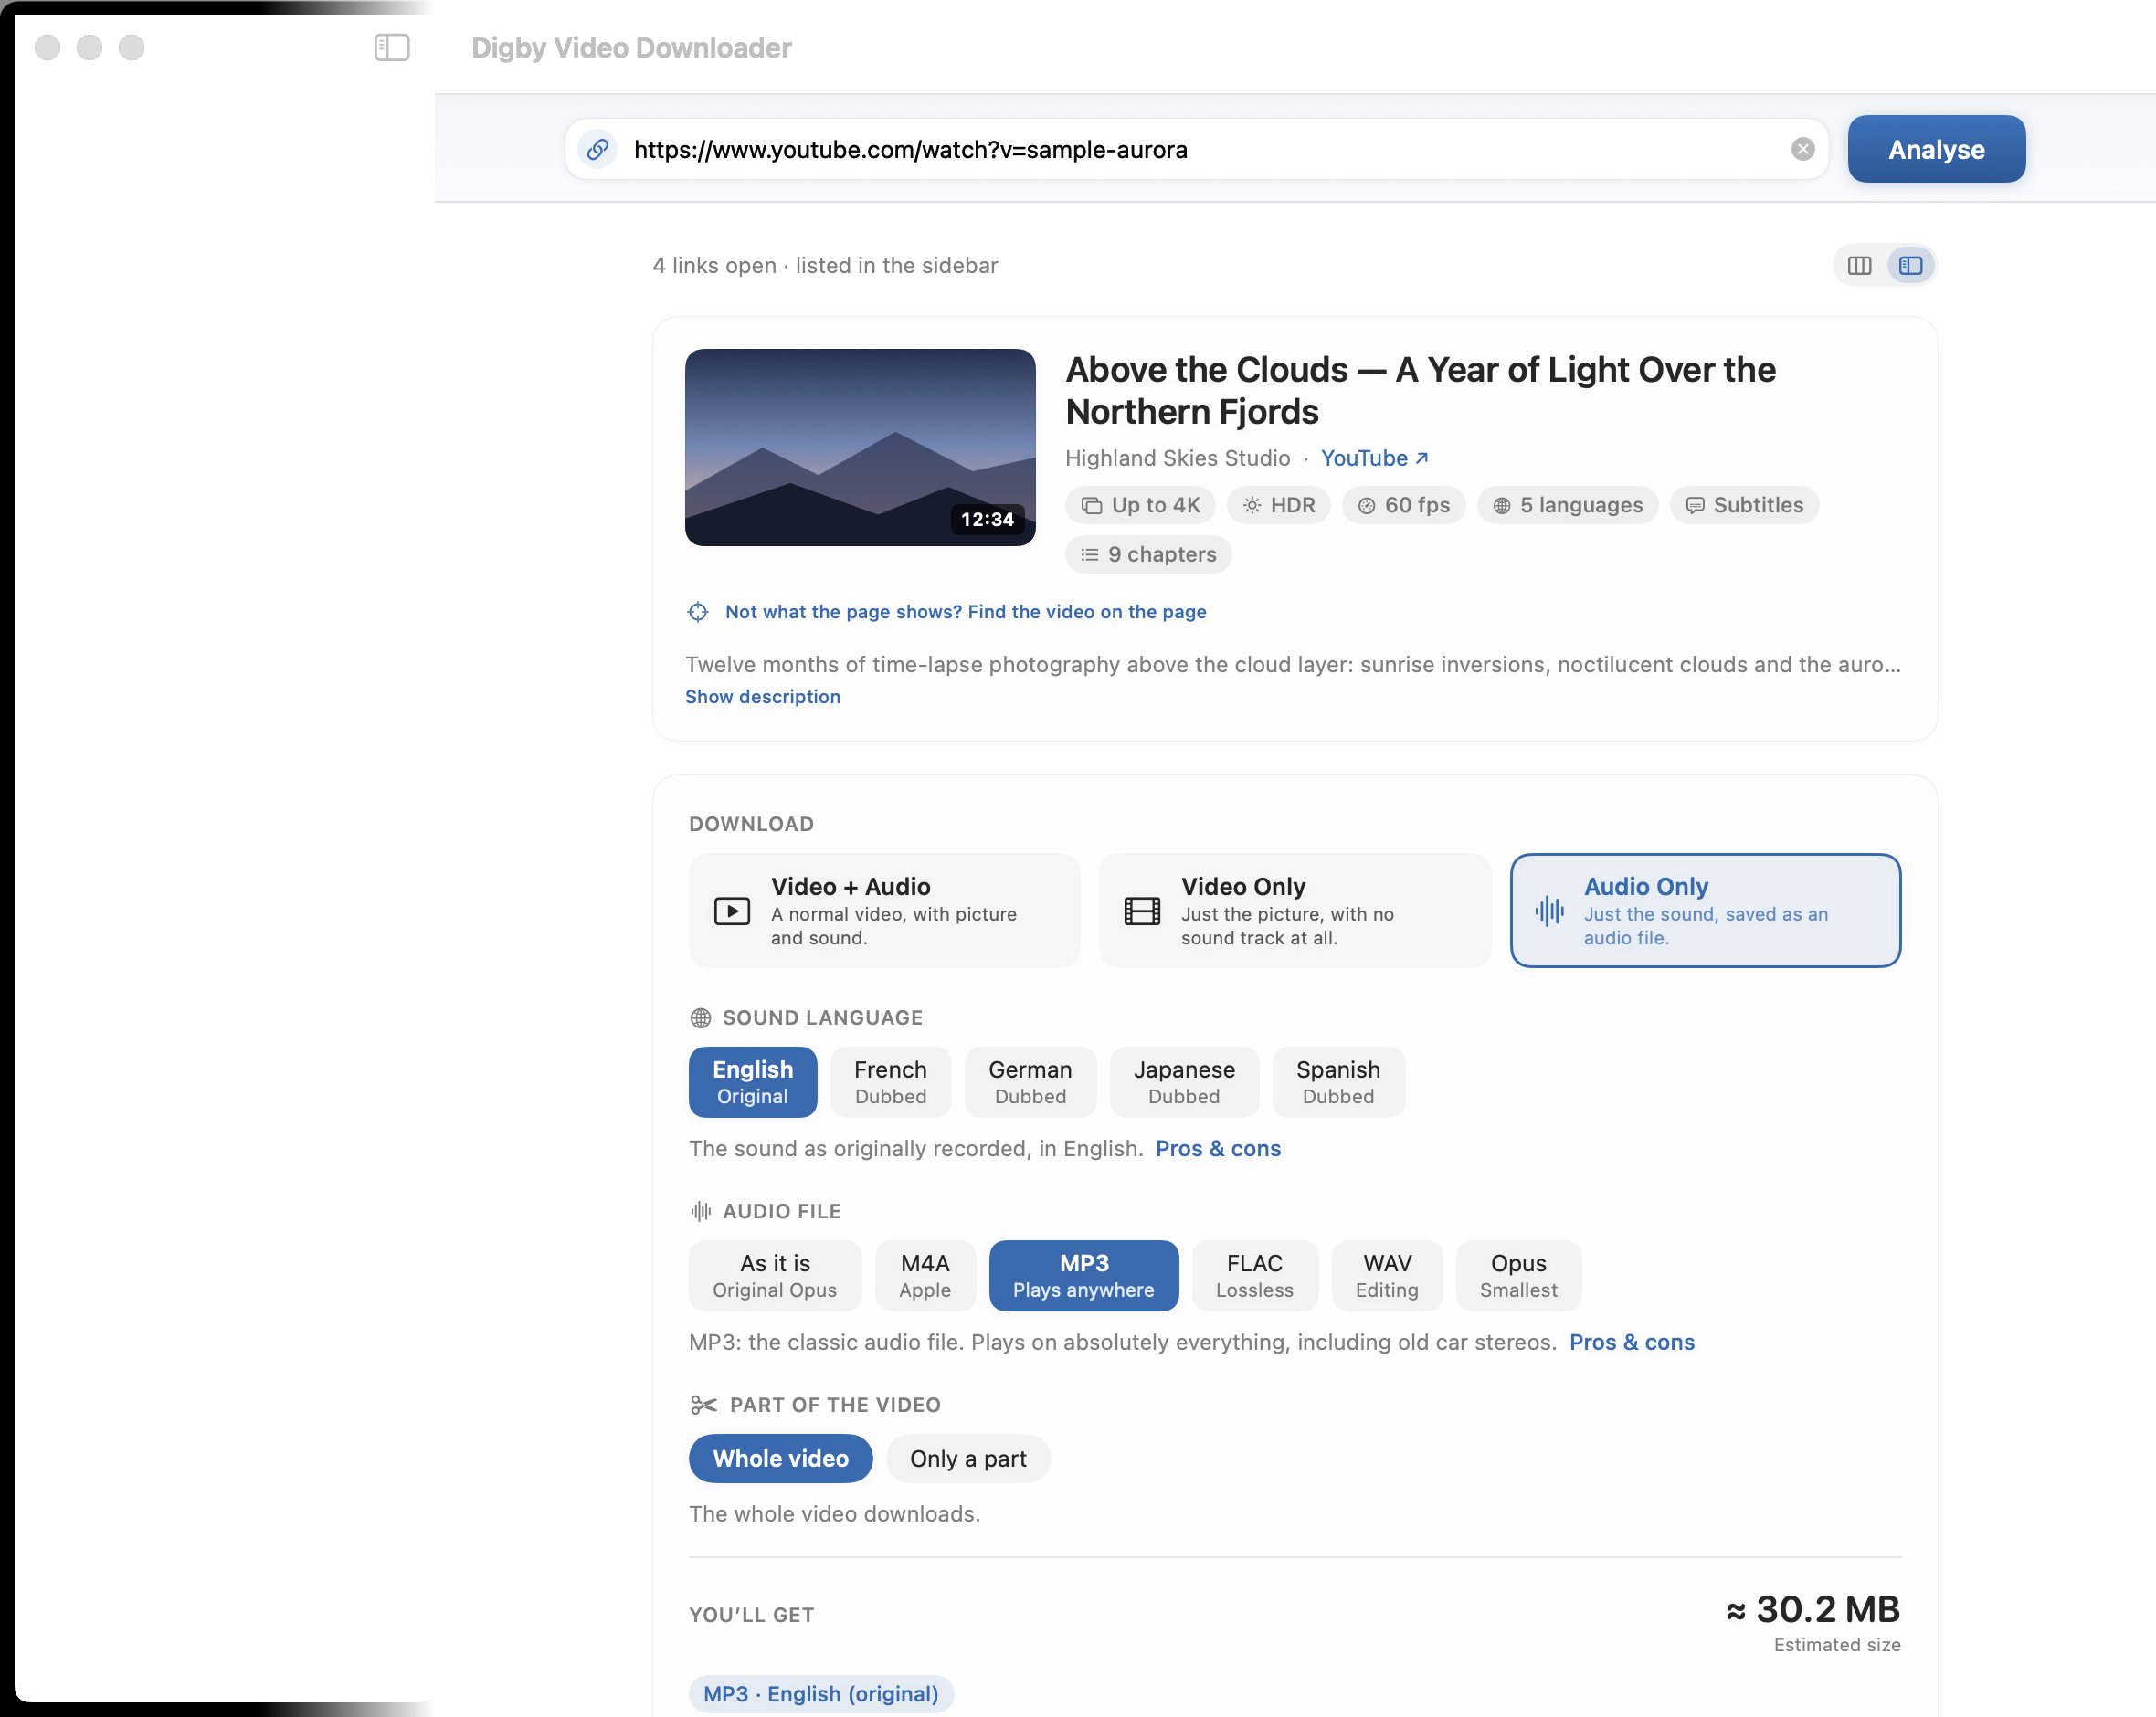 Digby Video Downloader
https://www.youtube.com/watch?v=sample-aurora
Analyse
4 links open · listed in the sidebar
Above the Clouds — A Year of Light Over the
Northern Fjords
Highland Skies Studio · YouTube ↗
12:34
Up to 4K
HDR
60 fps
5 languages
Subtitles
9 chapters
Not what the page shows? Find the video on the page
Twelve months of time-lapse photography above the cloud layer: sunrise inversions, noctilucent clouds and the auro...
Show description
DOWNLOAD
Video + Audio
A normal video, with picture
and sound.
Video Only
Just the picture, with no
sound track at all.
Audio Only
Just the sound, saved as an
audio file.
SOUND LANGUAGE
English
Original
French
Dubbed
German
Dubbed
Japanese
Dubbed
Spanish
Dubbed
The sound as originally recorded, in English. Pros & cons
AUDIO FILE
As it is
Original Opus
M4A
Apple
MP3
Plays anywhere
FLAC
Lossless
WAV
Editing
Opus
Smallest
MP3: the classic audio file. Plays on absolutely everything, including old car stereos. Pros & cons
PART OF THE VIDEO
Whole video
Only a part
The whole video downloads.
YOU’LL GET
≈ 30.2 MB
Estimated size
MP3 · English (original)